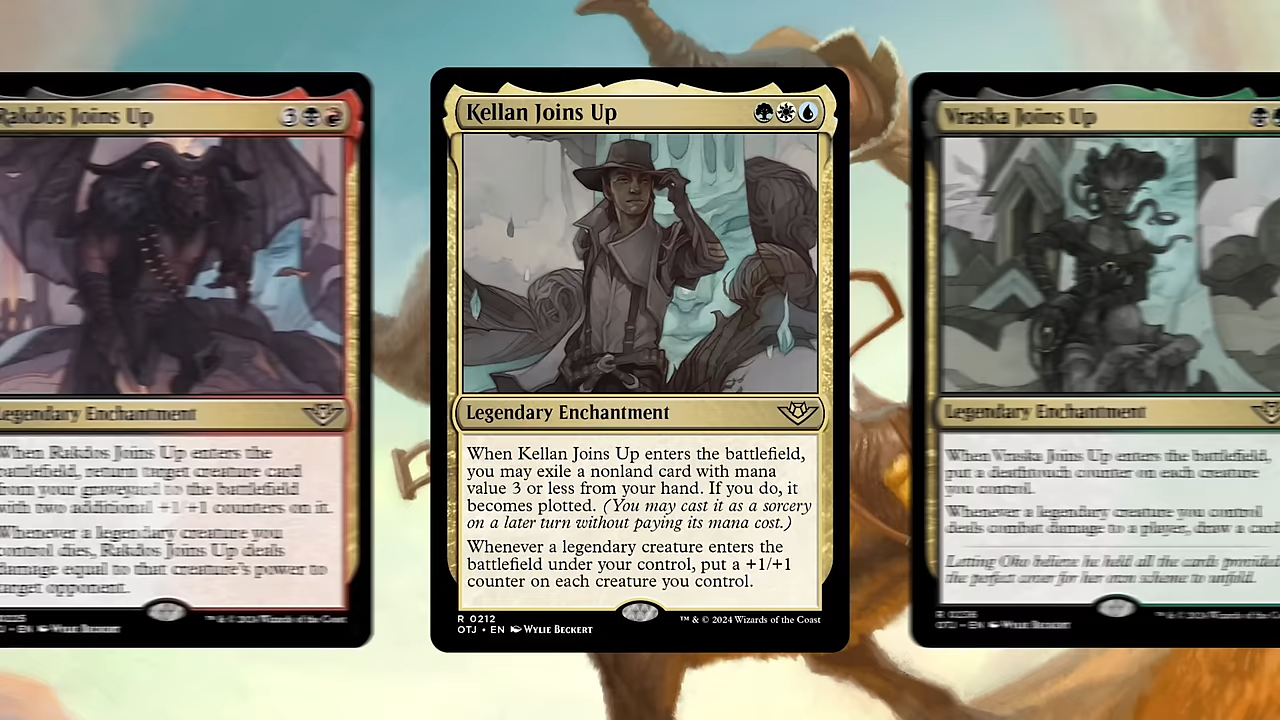 Rakdos Joins Up
3
Legendary Enchantment
When Rakdos Joins Up enters the
battlefield, return target creature card
from your graveyard to the battlefield
with two additional +1/+1 counters on it.
Whenever a legendary creature you
control dies, Rakdos Joins Up deals
damage equal to that creature's power to
target opponent.
EN Wylie Beckert
Kellan Joins Up
Legendary Enchantment
When Kellan Joins Up enters the battlefield,
you may exile a nonland card with mana
value 3 or less from your hand. If you do, it
becomes plotted. (You may cast it as a sorcery
on a later turn without paying its mana cost.)
Whenever a legendary creature enters the
battlefield under your control, put a +1/+1
counter on each creature you control.
R 0212
OTJ • EN Wylie Beckert
™ & © 2024 Wizards of the Coast
Vraska Joins Up
Legendary Enchantment
When Vraska Joins Up enters the battlefield,
put a deathtouch counter on each creature
you control.
Whenever a legendary creature you control
deals combat damage to a player, draw a card
Letting Oko believe he held all the cards provided
the perfect cover for her own scheme to unfold.
OTJ • EN Wylie Beckert